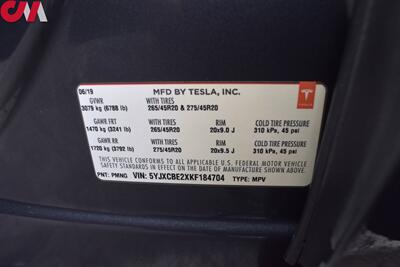 CM
06/19 MFD BY TESLA, INC.
GVWR WITH TIRES
3079 kg (6788 lb) 265/45R20 & 275/45R20
TESLA
GAWR FRT WITH TIRES RIM COLD TIRE PRESSURE
1470 kg (3241 lb) 265/45R20 20x9.0 J 310 kPa, 45 psi
GAWR RR WITH TIRES RIM COLD TIRE PRESSURE
1720 kg (3792 lb) 275/45R20 20x9.5 J 310 kPa, 45 psi
THIS VEHICLE CONFORMS TO ALL APPLICABLE U.S. FEDERAL MOTOR VEHICLE
SAFETY STANDARDS IN EFFECT ON THE DATE OF MANUFACTURE SHOWN ABOVE.
PNT: PMNG VIN: 5YJXCBE2XKF184704 TYPE: MPV